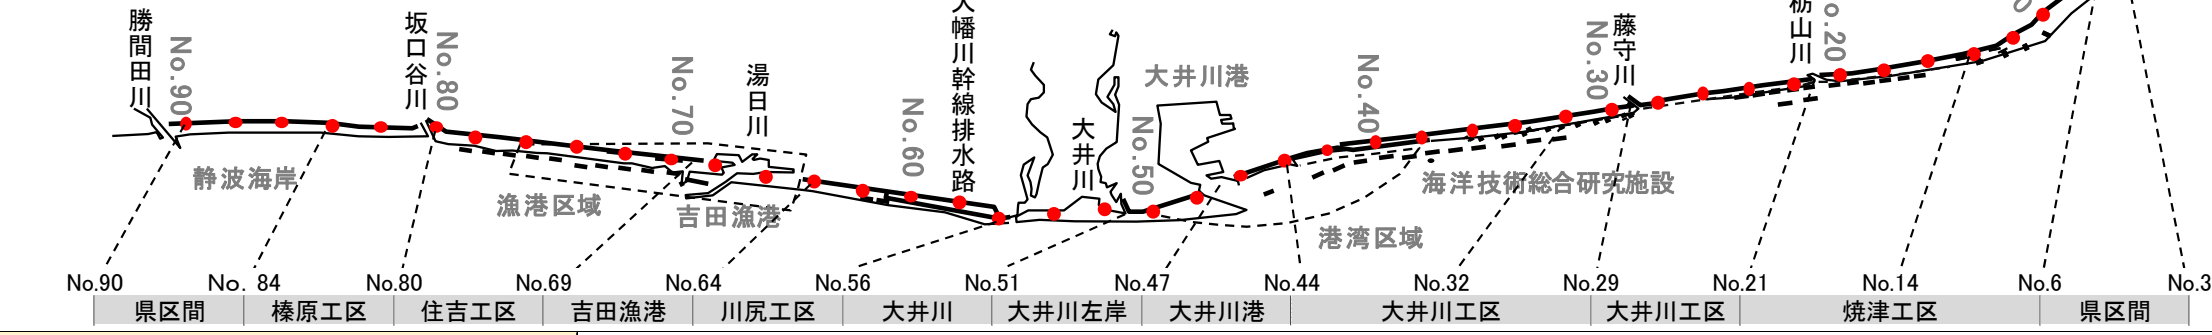 勝間田川
No.90
坂口谷川
No.80
No.70
湯日川
No.60
大幡川幹線排水路
大井川
No.50
大井川港
No.40
No.30
藤守川
栃山川
No.20
静波海岸
漁港区域
吉田漁港
港湾区域
海洋技術総合研究施設
No.90 No. 84 No.80 No.69 No.64 No.56 No.51 No.47 No.44 No.32 No.29 No.21 No.14 No.6 No.3
県区間 榛原工区 住吉工区 吉田漁港 川尻工区 大井川 大井川左岸 大井川港 大井川工区 大井川工区 焼津工区 県区間